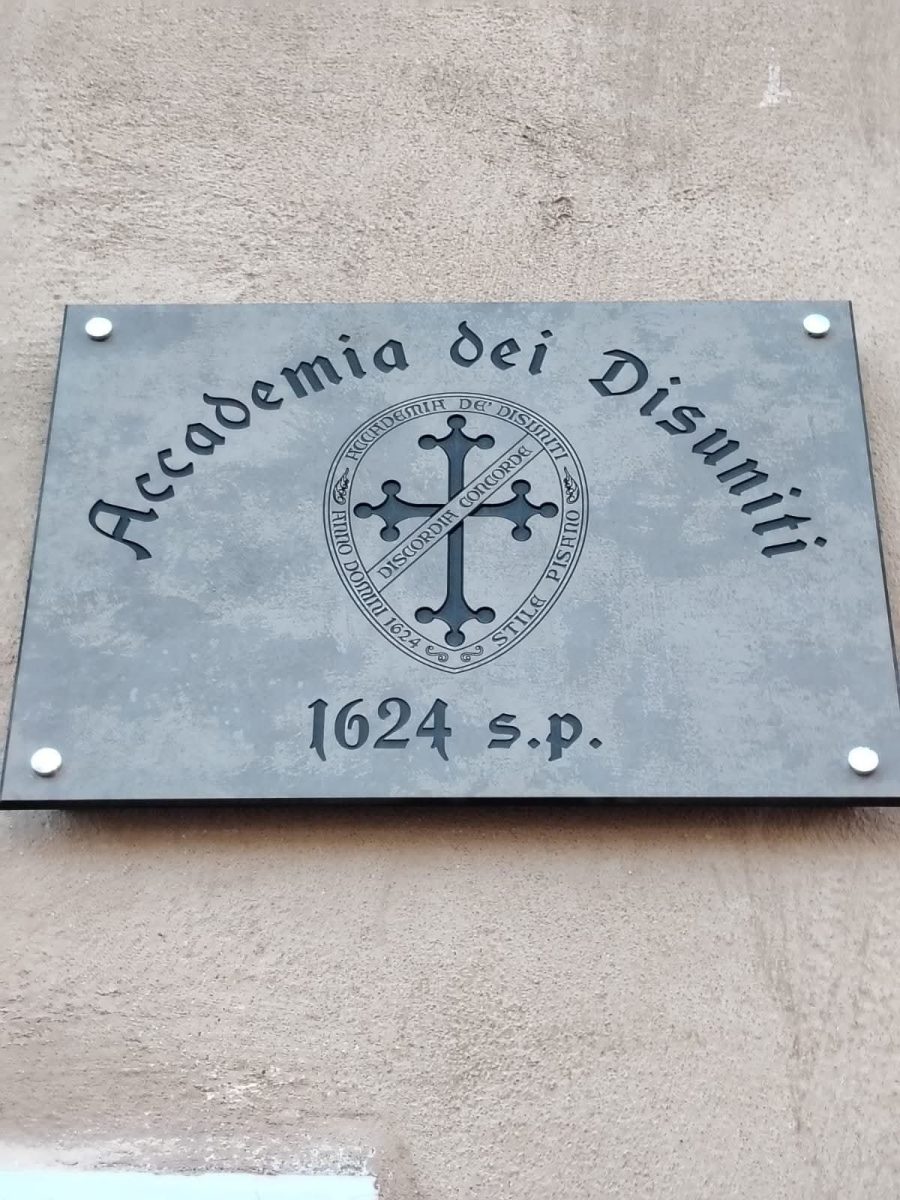 Accademia dei Disuniti
ACCADEMIA DE' DISUNITI
DISCORDIA CONCORDE
ANNO DOMINI 1624
STILE PISANO
1624 s.p.